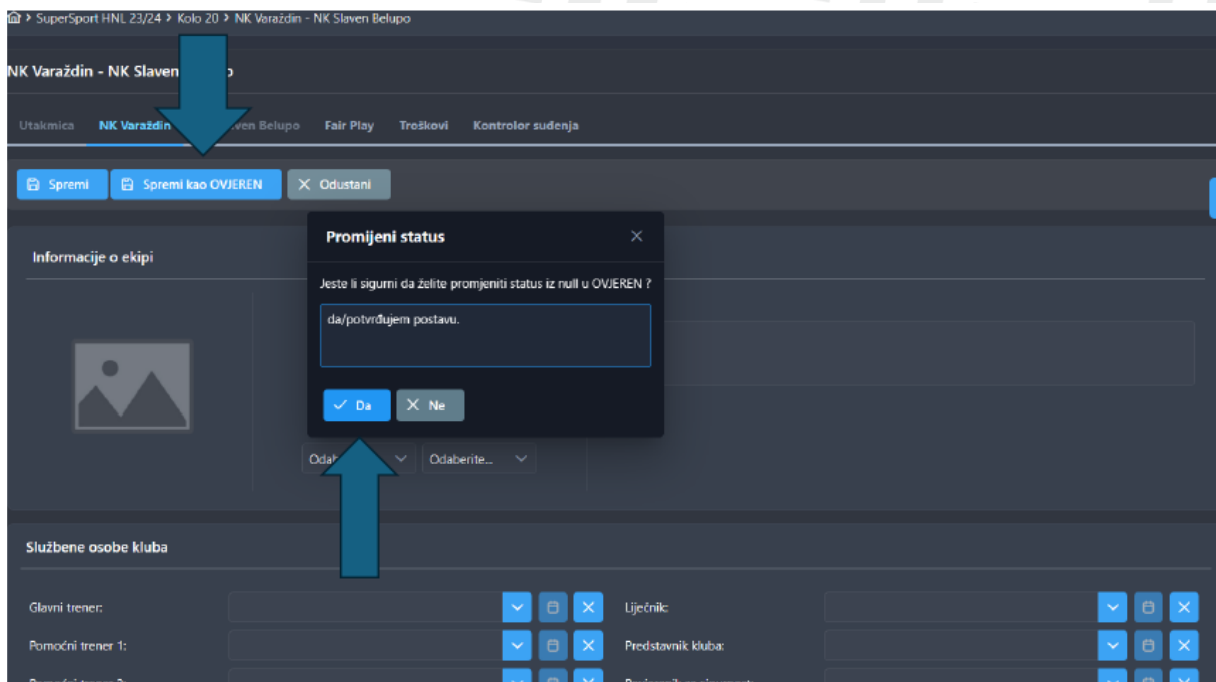 SuperSport HNL 23/24 > Kolo 20 > NK Varaždin - NK Slaven Belupo
NK Varaždin - NK Slaven
Utakmica NK Varaždin Belupo Fair Play Troškovi Kontrolor suđenja
Spremi Spremi kao OVJEREN Odustani
Promijeni status
Informacije o ekipi
Jeste li sigurni da želite promjeniti status iz null u OVJEREN ?
da/potvrđujem postavu.
Da Ne
Odaberite...
Službene osobe kluba
Glavni trener: Liječnik:
Pomoćni trener 1: Predstavnik kluba: